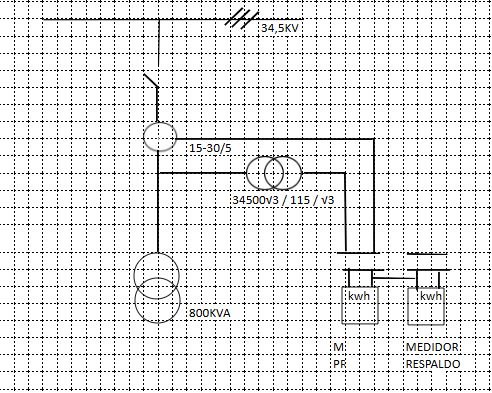 34,5KV
15-30/5
34500√3 / 115 / √3
800KVA
kwh
kwh
M
PR
MEDIDOR
RESPALDO